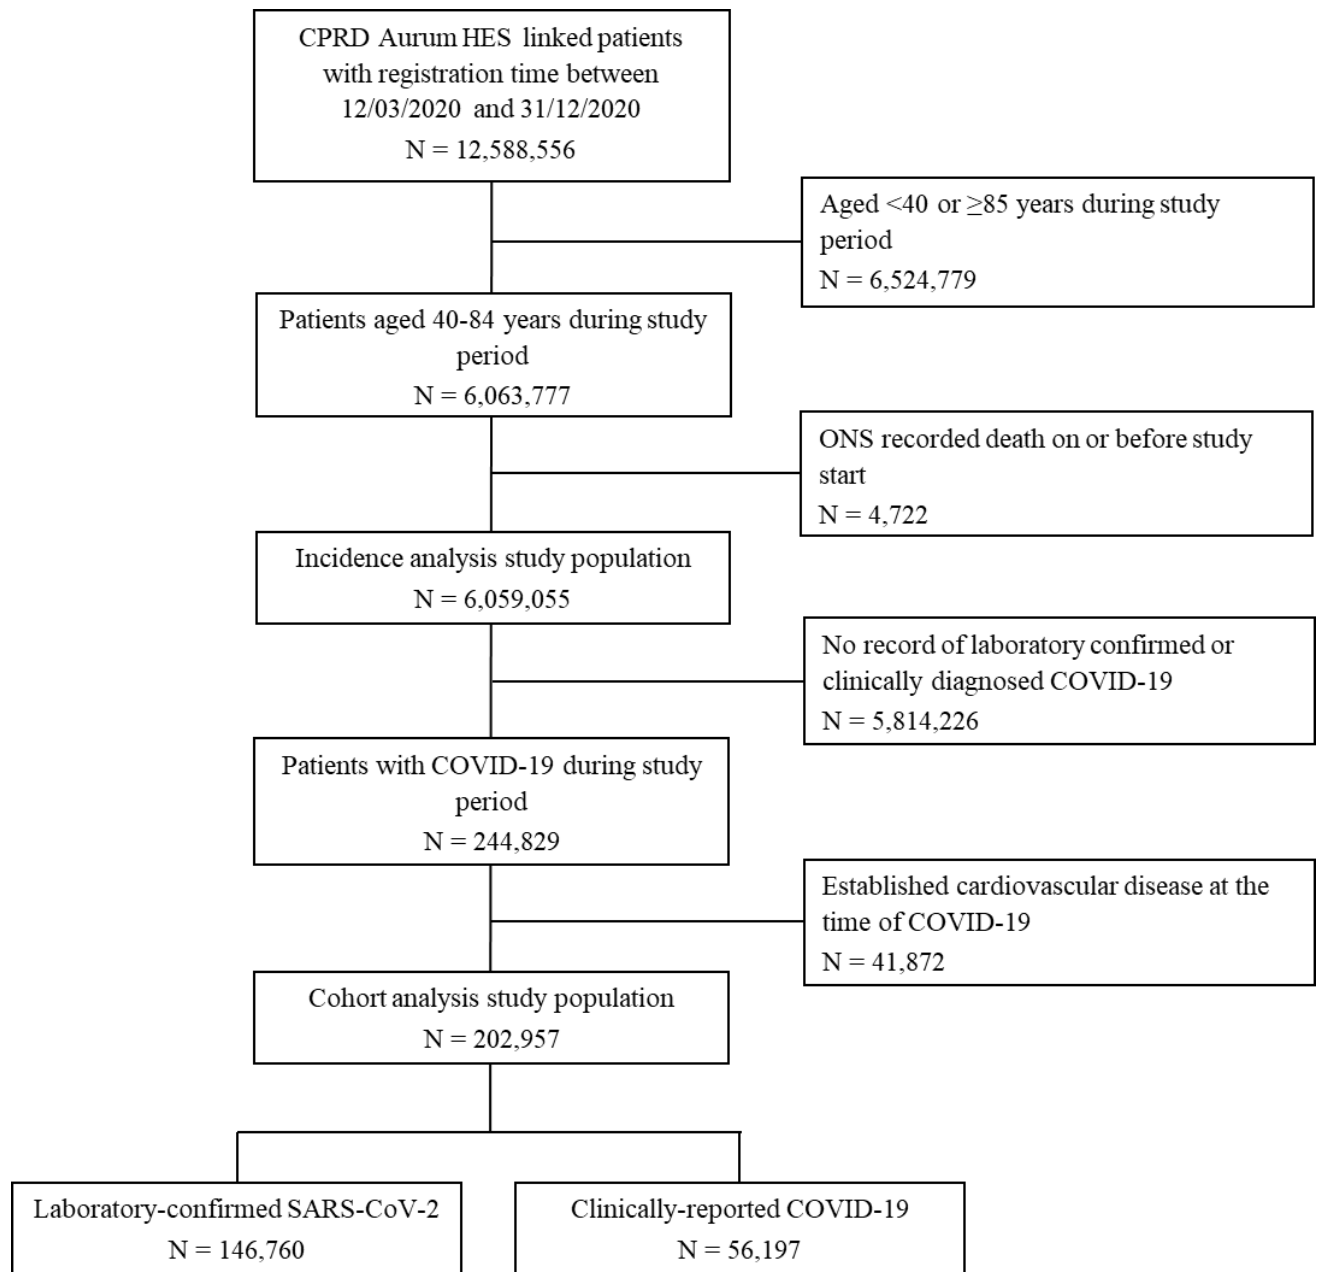 CPRD Aurum HES linked patients
with registration time between
12/03/2020 and 31/12/2020
N = 12,588,556
Aged <40 or ≥85 years during study
period
N = 6,524,779
Patients aged 40-84 years during study
period
N = 6,063,777
ONS recorded death on or before study
start
N = 4,722
Incidence analysis study population
N = 6,059,055
No record of laboratory confirmed or
clinically diagnosed COVID-19
N = 5,814,226
Patients with COVID-19 during study
period
N = 244,829
Established cardiovascular disease at the
time of COVID-19
N = 41,872
Cohort analysis study population
N = 202,957
Laboratory-confirmed SARS-CoV-2
N = 146,760
Clinically-reported COVID-19
N = 56,197